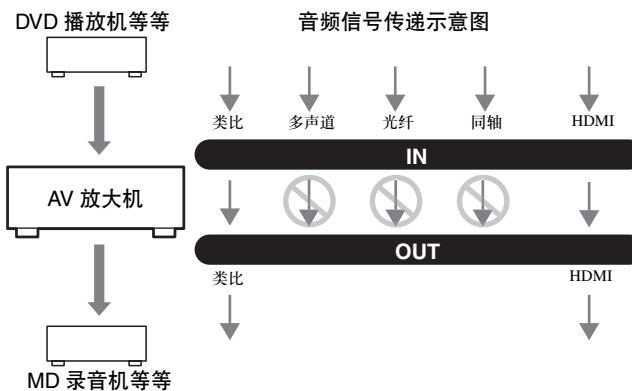 DVD 播放机等等
音频信号传递示意图
类比 多声道 光纤 同轴 HDMI
IN
AV 放大机
OUT
类比 HDMI
MD 录音机等等